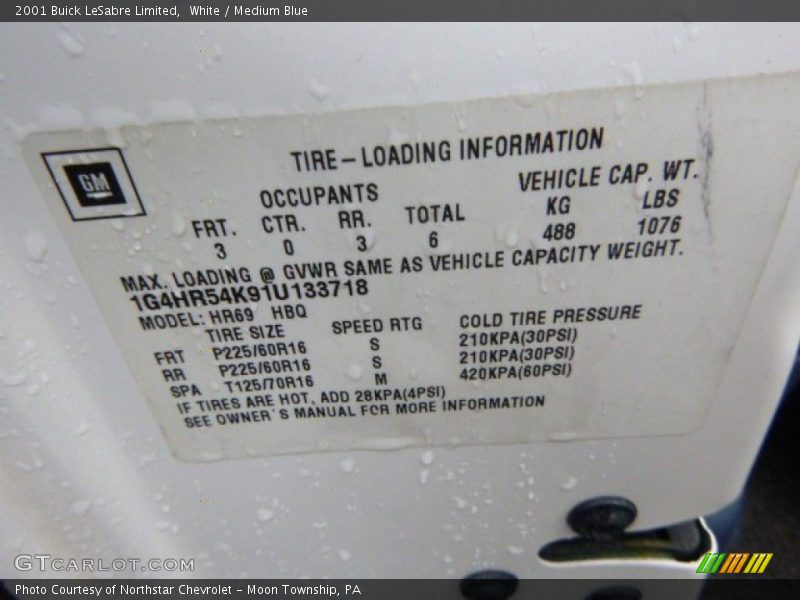 2001 Buick LeSabre Limited,  White / Medium Blue
GM
TIRE-LOADING INFORMATION
OCCUPANTS VEHICLE CAP. WT.
FRT. CTR. RR. TOTAL KG LBS
3 0 3 6 488 1076
MAX. LOADING @ GVWR SAME AS VEHICLE CAPACITY WEIGHT.
1G4HR54K91U133718
MODEL: HR69 HBQ
TIRE SIZE SPEED RTG COLD TIRE PRESSURE
FRT P225/60R16 S 210KPA(30PSI)
RR P225/60R16 S 210KPA(30PSI)
SPA T125/70R16 M 420KPA(60PSI)
IF TIRES ARE HOT, ADD 28KPA(4PSI)
SEE OWNER'S MANUAL FOR MORE INFORMATION
GTCARLOT.COM
Photo Courtesy of Northstar Chevrolet - Moon Township, PA